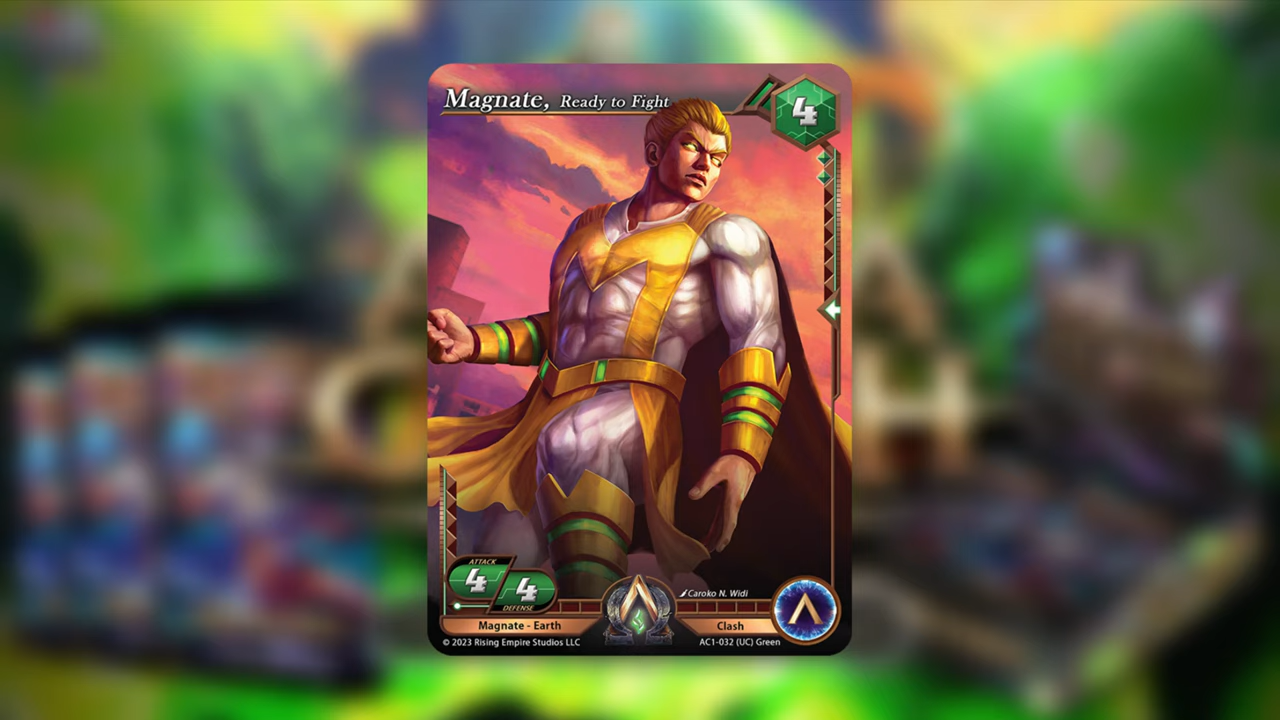 Magnate, Ready to Fight
4
ATTACK
4
4
DEFENSE
Caroko N. Widi
Magnate - Earth
Clash
© 2023 Rising Empire Studios LLC
AC1-032 (UC) Green